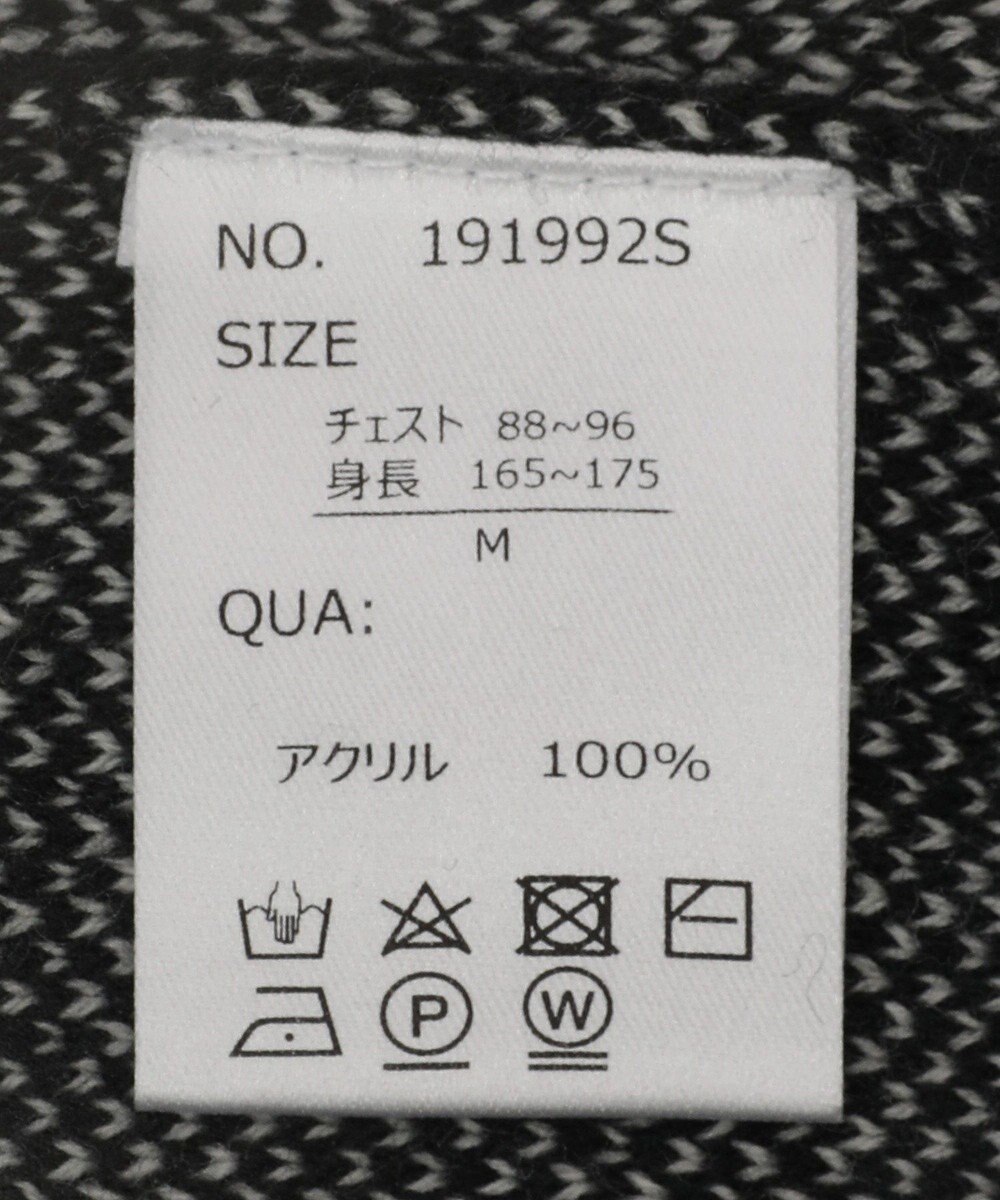 NO. 191992S
SIZE
チェスト 88~96
身長 165~175
M
QUA:
アクリル 100%
P W